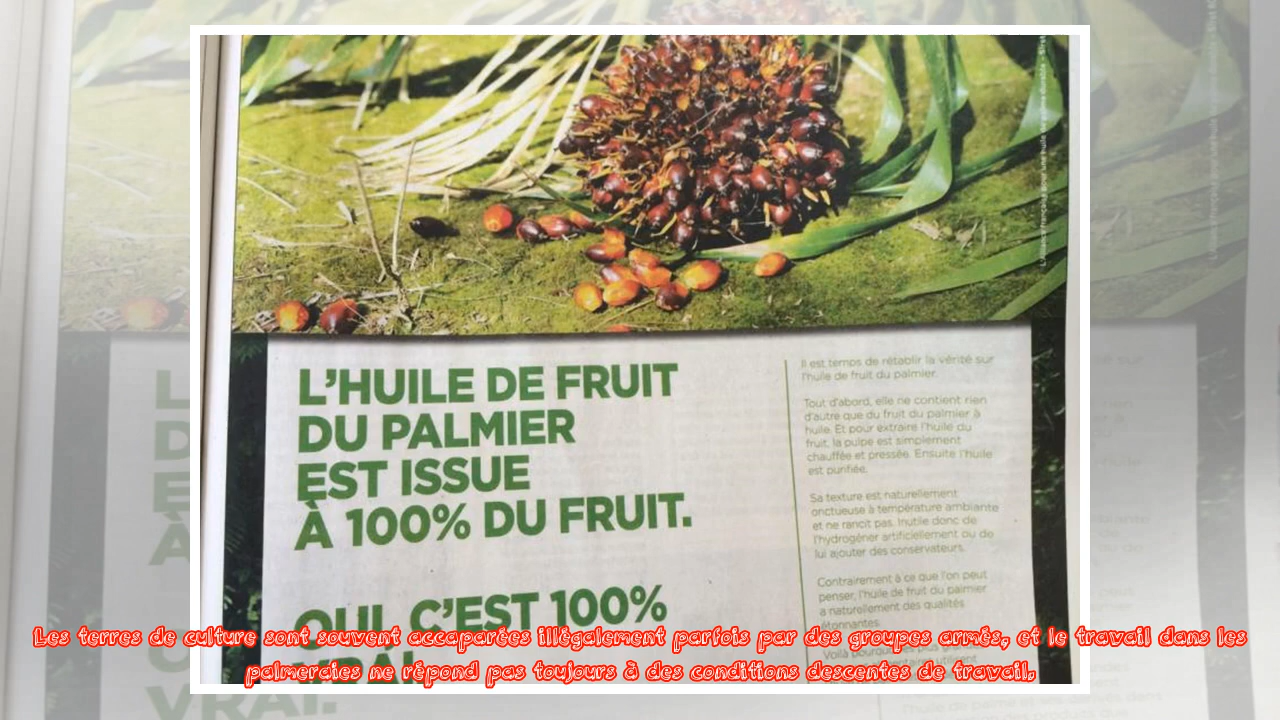 L'HUILE DE FRUIT
DU PALMIER
EST ISSUE
À 100% DU FRUIT.
OUI, C'EST 100%
VRAI.
Il est temps de rétablir la vérité sur
l'huile de fruit du palmier.
Tout d'abord, elle ne contient rien
d'autre que du fruit du palmier à
huile. Et pour extraire l'huile du
fruit, la pulpe est simplement
chauffée et pressée. Ensuite l'huile
est purifiée.
Sa texture est naturellement
onctueuse à température ambiante
et ne rancit pas. Inutile donc de
l'hydrogéner artificiellement ou de
lui ajouter des conservateurs.
Contrairement à ce que l'on peut
penser, l'huile de fruit du palmier
a naturellement des qualités
étonnantes.
Voilà pourquoi
utilisent
Les terres de culture sont souvent accaparées illégalement parfois par des groupes armés, et le travail dans les
palmeraies ne répond pas toujours à des conditions descentes de travail.